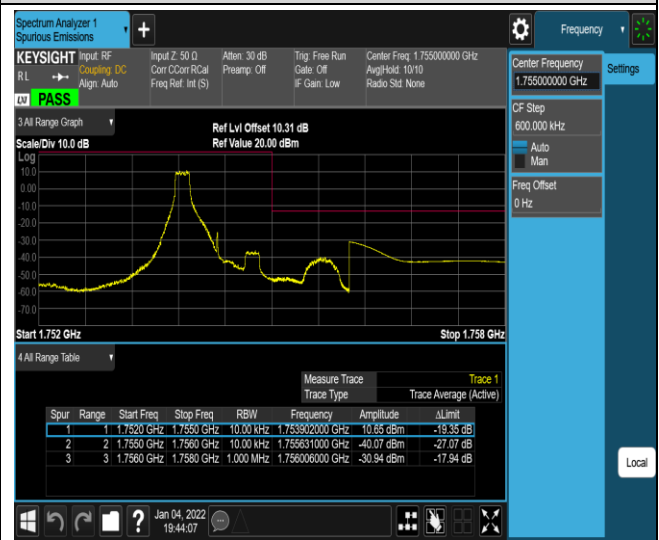 Spectrum Analyzer 1
Spurious Emissions
+
Frequency
KEYSIGHT Input: RF Input Z: 50 Ω Atten: 30 dB Trig: Free Run Center Freq: 1.755000000 GHz
R L Coupling: DC Corr CCorr RCal Preamp: Off Gate: Off Avg|Hold: 10/10
Align: Auto Freq Ref: Int (S) IF Gain: Low Radio Std: None
LXI PASS
Center Frequency
1.755000000 GHz
Settings
CF Step
600.000 kHz
Auto
Man
Freq Offset
0 Hz
3 All Range Graph
Ref Lvl Offset 10.31 dB
Scale/Div 10.0 dB Ref Value 20.00 dBm
Log
10.0
0.00
-10.0
-20.0
-30.0
-40.0
-50.0
-60.0
-70.0
Start 1.752 GHz Stop 1.758 GHz
4 All Range Table
Measure Trace Trace 1
Trace Type Trace Average (Active)
Spur Range Start Freq Stop Freq RBW Frequency Amplitude ΔLimit
1 1 1.7520 GHz 1.7550 GHz 10.00 kHz 1.753902000 GHz 10.65 dBm -19.35 dB
2 2 1.7550 GHz 1.7560 GHz 10.00 kHz 1.755631000 GHz -40.07 dBm -27.07 dB
3 3 1.7560 GHz 1.7580 GHz 1.000 MHz 1.756006000 GHz -30.94 dBm -17.94 dB
Local
? Jan 04, 2022
19:44:07